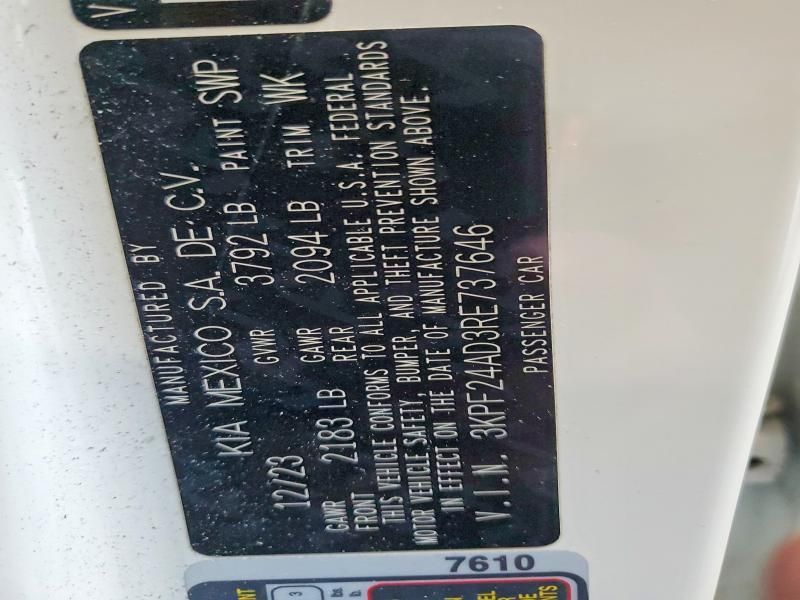 MANUFACTURED BY
KIA MEXICO S.A. DE. C.V.
12/23 GVWR 3792 LB PAINT SWP
GAWR FRONT 2183 LB GAWR REAR 2094 LB TRIM WK
THIS VEHICLE CONFORMS TO ALL APPLICABLE U.S.A. FEDERAL
MOTOR VEHICLE SAFETY, BUMPER, AND THEFT PREVENTION STANDARDS
IN EFFECT ON THE DATE OF MANUFACTURE SHOWN ABOVE.
V.I.N. 3KPF24AD3RE737646
PASSENGER CAR
7610
3